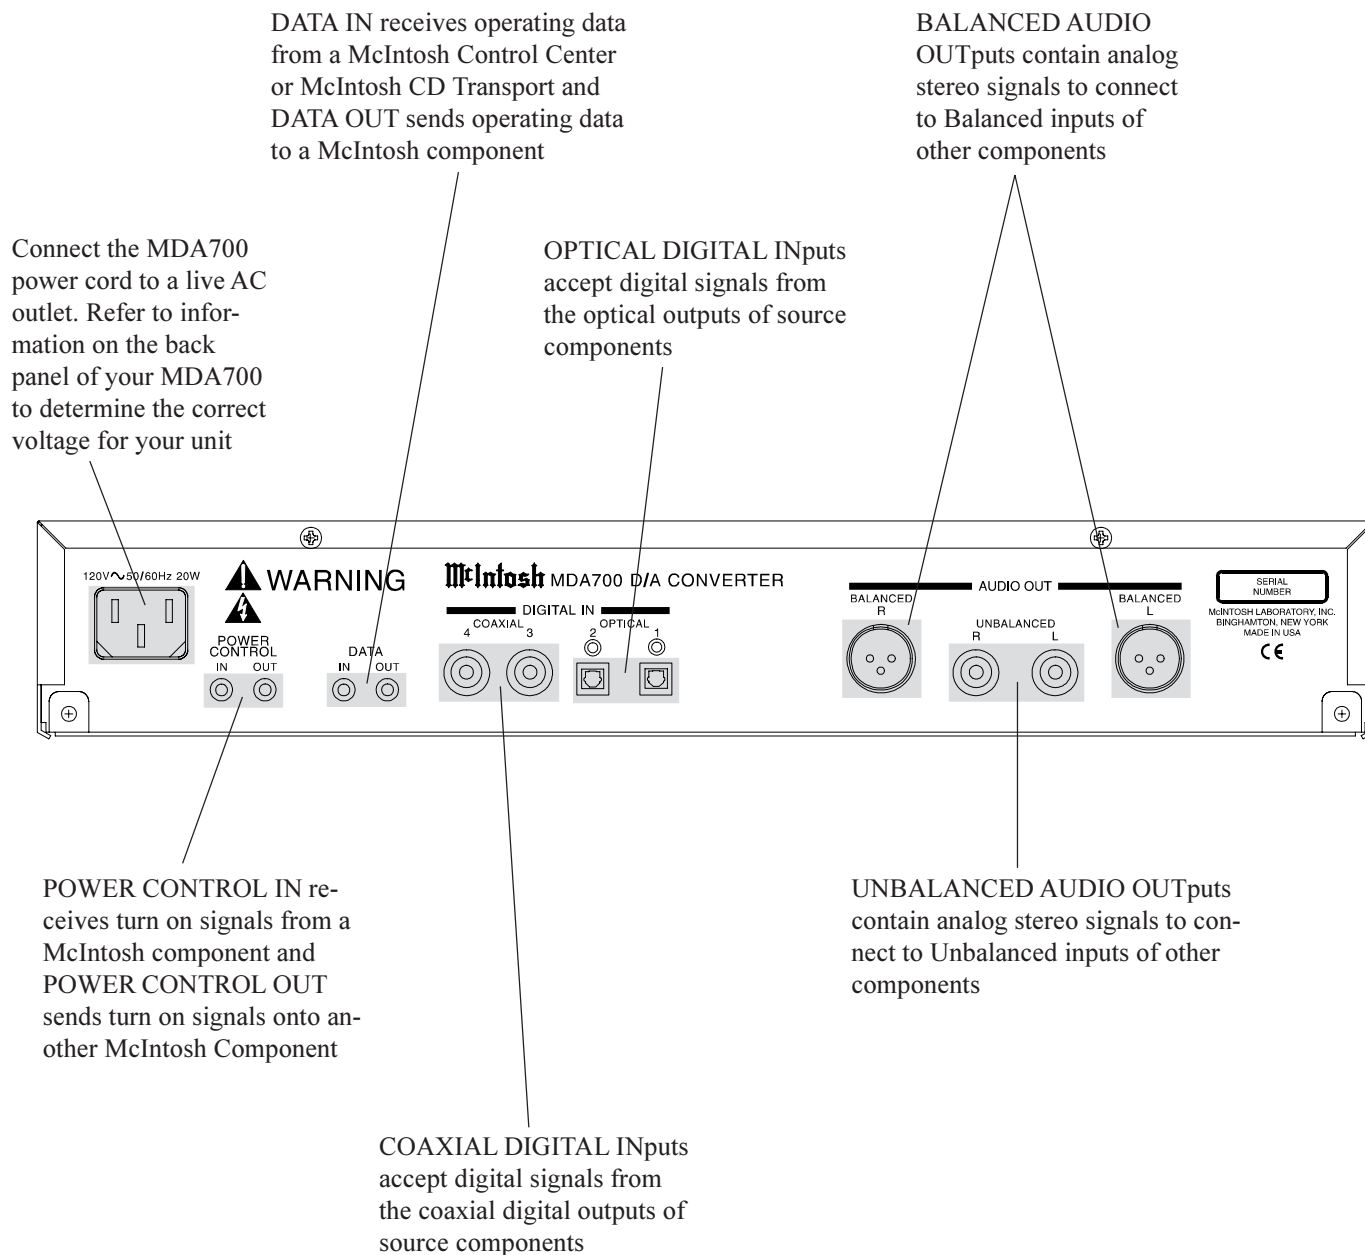 DATA IN receives operating data
from a McIntosh Control Center
or McIntosh CD Transport and
DATA OUT sends operating data
to a McIntosh component
BALANCED AUDIO
OUTputs contain analog
stereo signals to connect
to Balanced inputs of
other components
Connect the MDA700
power cord to a live AC
outlet. Refer to infor-
mation on the back
panel of your MDA700
to determine the correct
voltage for your unit
OPTICAL DIGITAL INputs
accept digital signals from
the optical outputs of source
components
120V~50/60Hz 20W
WARNING
POWER
CONTROL
IN OUT
DATA
IN OUT
McIntosh MDA700 D/A CONVERTER
DIGITAL IN
COAXIAL OPTICAL
4 3 2 1
AUDIO OUT
BALANCED
R
UNBALANCED
R L
BALANCED
L
SERIAL
NUMBER
McINTOSH LABORATORY, INC.
BINGHAMTON, NEW YORK
MADE IN USA
CE
POWER CONTROL IN re-
ceives turn on signals from a
McIntosh component and
POWER CONTROL OUT
sends turn on signals onto an-
other McIntosh Component
UNBALANCED AUDIO OUTputs
contain analog stereo signals to con-
nect to Unbalanced inputs of other
components
COAXIAL DIGITAL INputs
accept digital signals from
the coaxial digital outputs of
source components